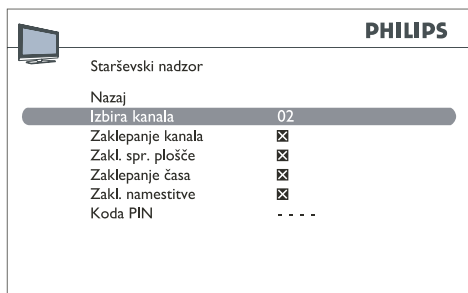 PHILIPS
Starševski nadzor
Nazaj
Izbira kanala 02
Zaklepanje kanala
Zakl. spr. plošče
Zaklepanje časa
Zakl. namestitve
Koda PIN - - - -